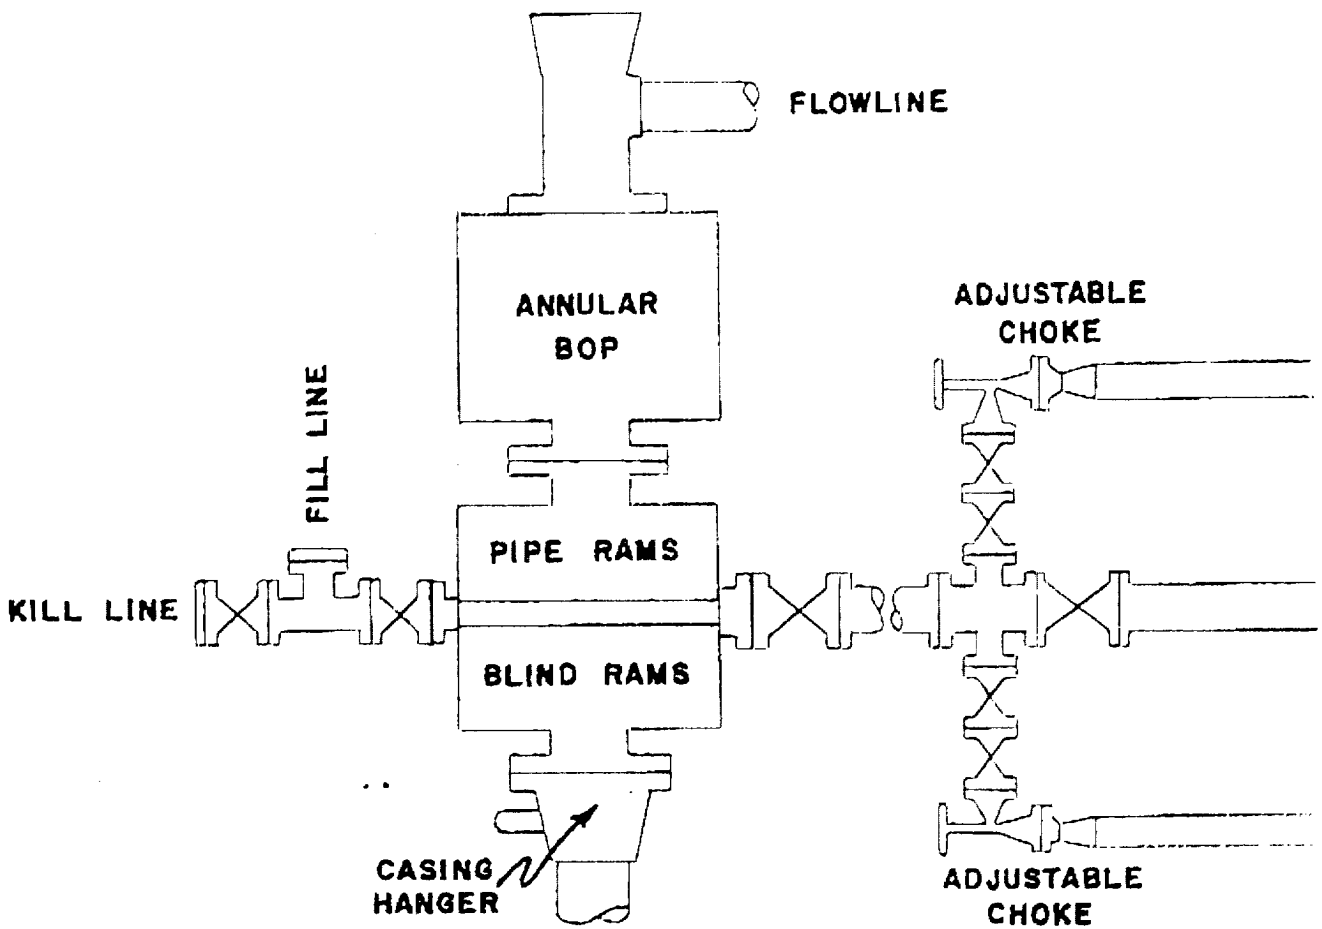 FLOWLINE
ANNULAR
BOP
ADJUSTABLE
CHOKE
FILL LINE
PIPE RAMS
KILL LINE
BLIND RAMS
CASING
HANGER
ADJUSTABLE
CHOKE